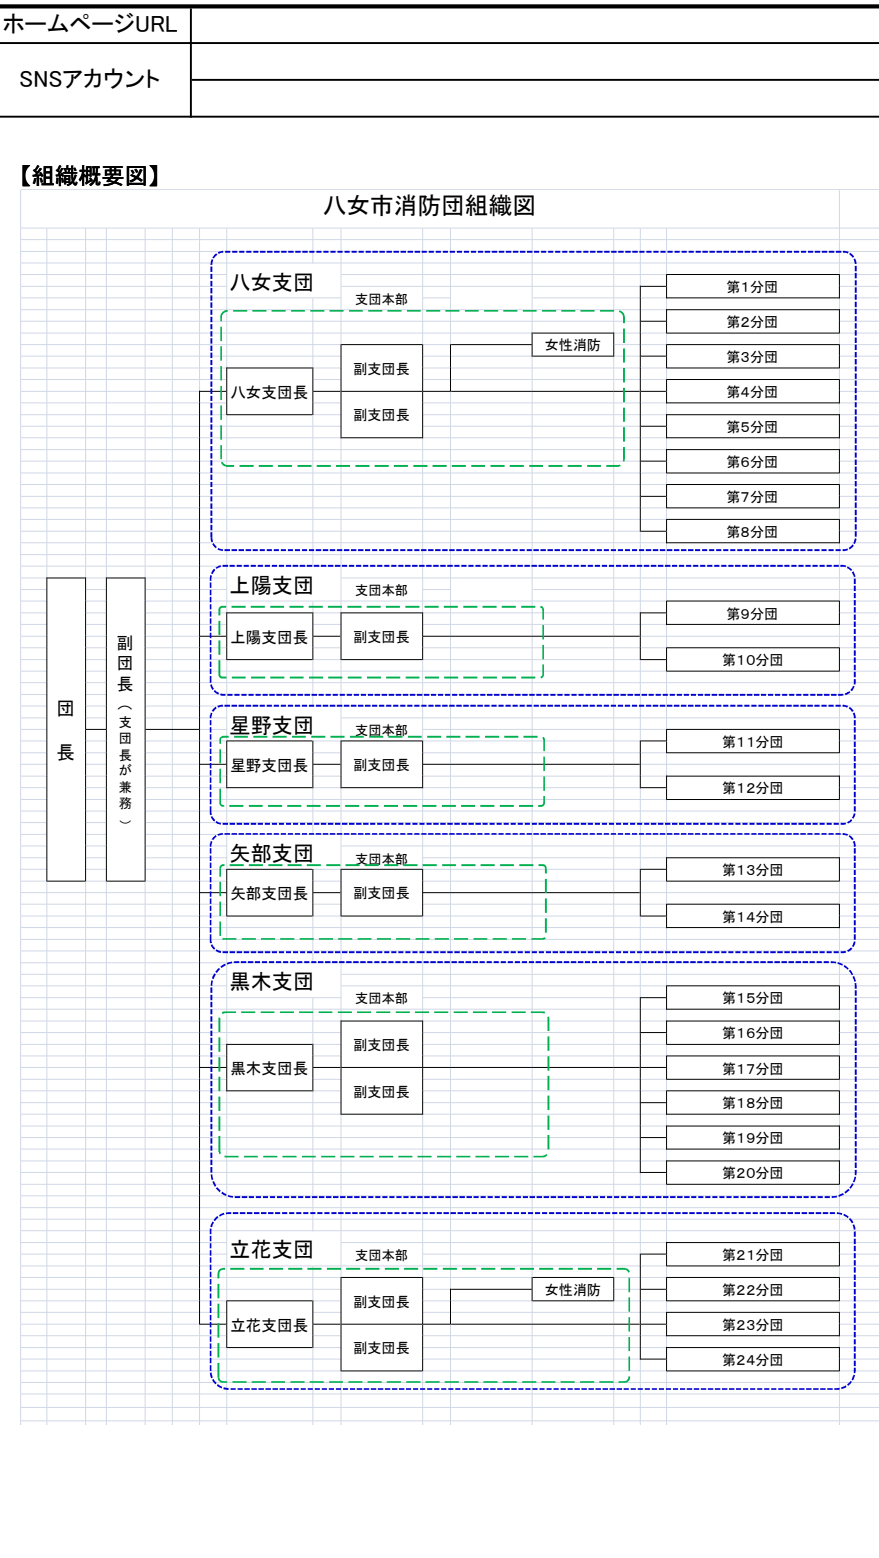 ホームページURL
SNSアカウント
【組織概要図】
八女市消防団組織図
団長
副団長（支団長が兼務）
八女支団
支団本部
八女支団長
副支団長
副支団長
女性消防
第1分団
第2分団
第3分団
第4分団
第5分団
第6分団
第7分団
第8分団
上陽支団
支団本部
上陽支団長
副支団長
第9分団
第10分団
星野支団
支団本部
星野支団長
副支団長
第11分団
第12分団
矢部支団
支団本部
矢部支団長
副支団長
第13分団
第14分団
黒木支団
支団本部
黒木支団長
副支団長
副支団長
第15分団
第16分団
第17分団
第18分団
第19分団
第20分団
立花支団
支団本部
立花支団長
副支団長
副支団長
女性消防
第21分団
第22分団
第23分団
第24分団